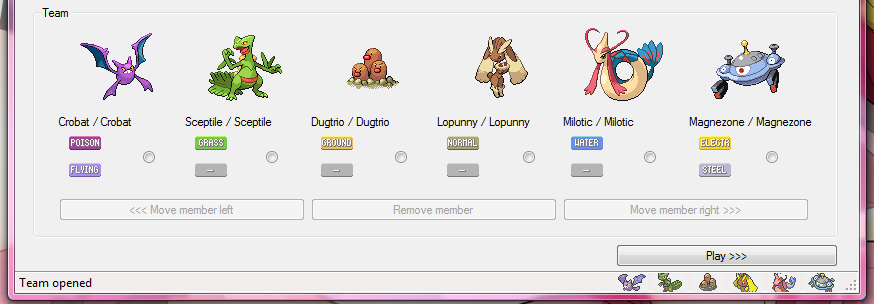 Team
Crobat / Crobat Sceptile / Sceptile Dugtrio / Dugtrio Lopunny / Lopunny Milotic / Milotic Magnezone / Magnezone
POISON GRASS GROUND NORMAL WATER ELECTR
FLYING — — — — STEEL
<<< Move member left Remove member Move member right >>>
Play >>>
Team opened